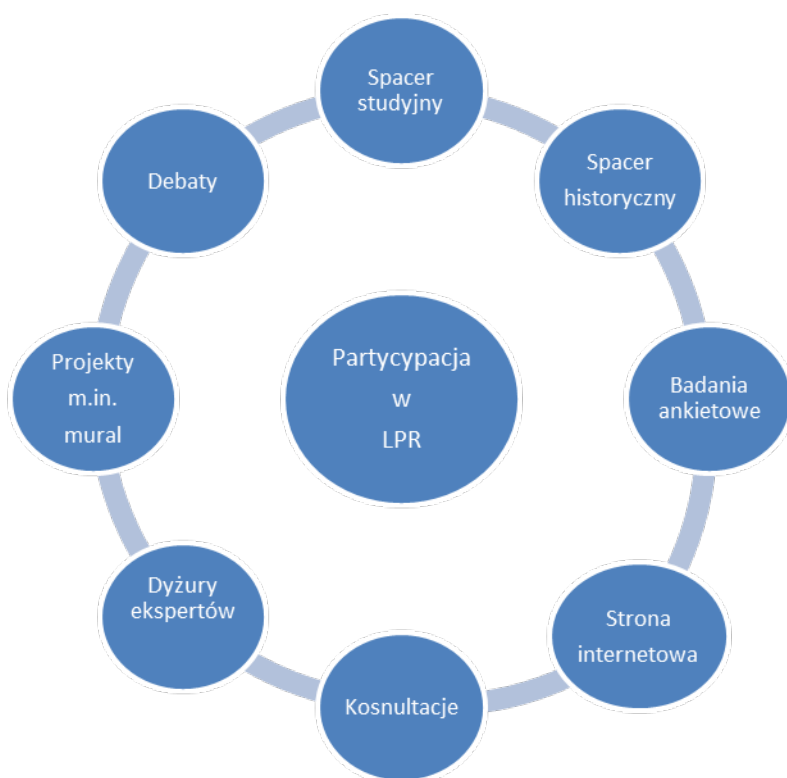 Spacer
studyjny
Spacer
historyczny
Badania
ankietowe
Strona
internetowa
Kosnultacje
Dyżury
ekspertów
Projekty
m.in.
mural
Debaty
Partycypacja
w
LPR